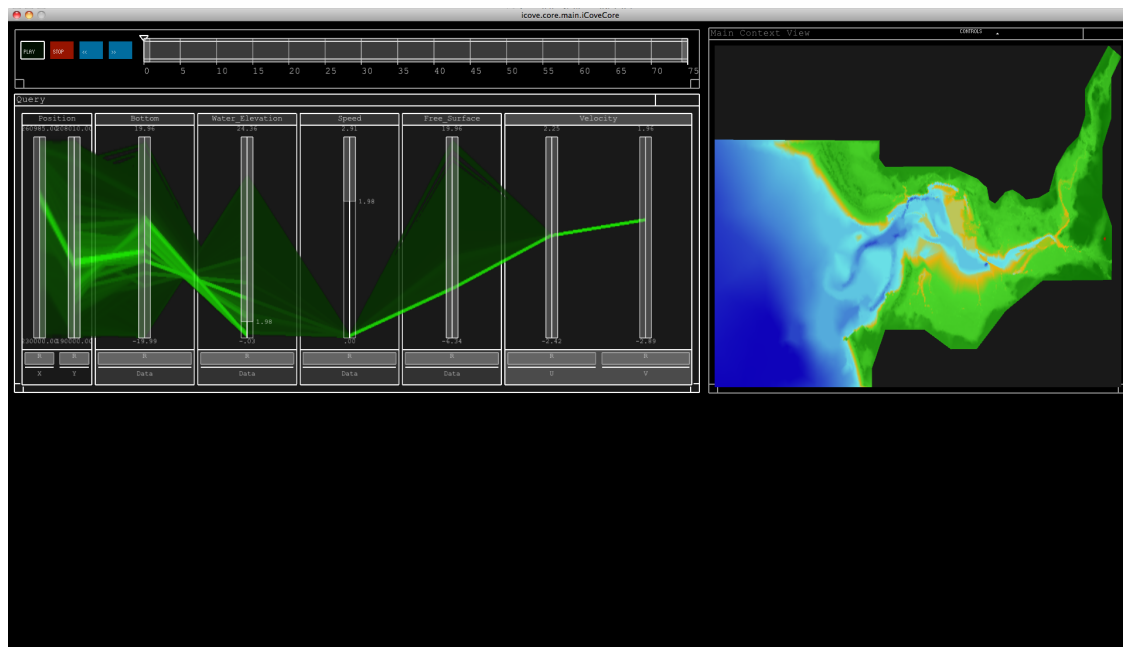 icove.core.main.iCoveCore
PLAY STOP
0 5 10 15 20 25 30 35 40 45 50 55 60 65 70 75
Main Context View CONTROLS
Query
Position Bottom Water_Elevation Speed Free_Surface Velocity
19.96 24.36 2.91 19.96 2.25 1.96
1.98
1.98
-19.99 -.03 .00 -6.34 -2.42 -2.89
R R R R R R R R
X Y Data Data Data Data U V